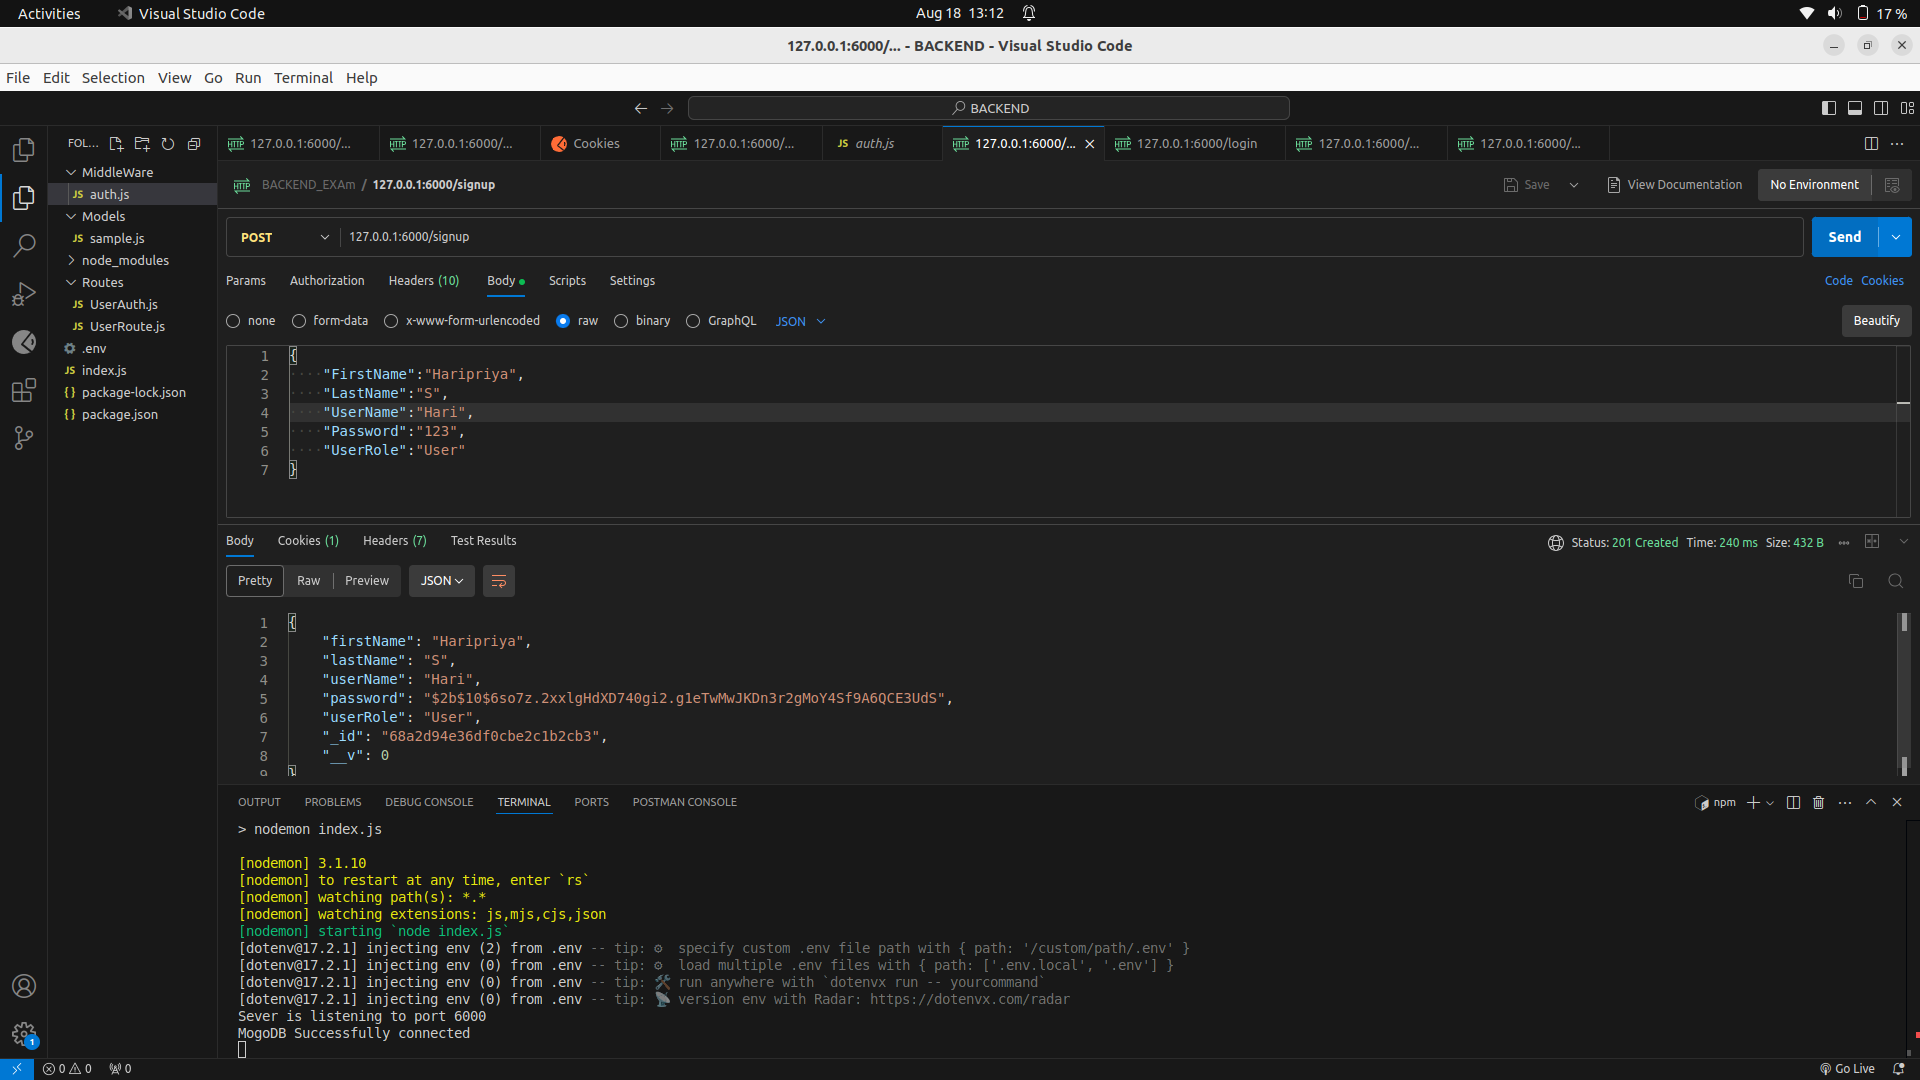 Activities
Visual Studio Code
Aug 18 13:12
17 %
127.0.0.1:6000/... - BACKEND - Visual Studio Code
File Edit Selection View Go Run Terminal Help
BACKEND
FOL...
HTTP 127.0.0.1:6000/...
HTTP 127.0.0.1:6000/...
Cookies
HTTP 127.0.0.1:6000/...
JS auth.js
HTTP 127.0.0.1:6000/...
HTTP 127.0.0.1:6000/login
HTTP 127.0.0.1:6000/...
HTTP 127.0.0.1:6000/...
MiddleWare
JS auth.js
Models
JS sample.js
node_modules
Routes
JS UserAuth.js
JS UserRoute.js
.env
JS index.js
{} package-lock.json
{} package.json
HTTP BACKEND_EXAm / 127.0.0.1:6000/signup
Save
View Documentation
No Environment
POST
127.0.0.1:6000/signup
Send
Params Authorization Headers (10) Body Scripts Settings
Code Cookies
none form-data x-www-form-urlencoded raw binary GraphQL JSON
Beautify
1 {
2 ····"FirstName":"Haripriya",
3 ····"LastName":"S",
4 ····"UserName":"Hari",
5 ····"Password":"123",
6 ····"UserRole":"User"
7 }
Body Cookies (1) Headers (7) Test Results
Status: 201 Created Time: 240 ms Size: 432 B
Pretty Raw Preview JSON
1 {
2 "firstName": "Haripriya",
3 "lastName": "S",
4 "userName": "Hari",
5 "password": "$2b$10$6so7z.2xxlgHdXD740gi2.g1eTwMwJKDn3r2gMoY4Sf9A6QCE3UdS",
6 "userRole": "User",
7 "_id": "68a2d94e36df0cbe2c1b2cb3",
8 "__v": 0
9 }
OUTPUT PROBLEMS DEBUG CONSOLE TERMINAL PORTS POSTMAN CONSOLE
npm
> nodemon index.js
[nodemon] 3.1.10
[nodemon] to restart at any time, enter `rs`
[nodemon] watching path(s): *.*
[nodemon] watching extensions: js,mjs,cjs,json
[nodemon] starting `node index.js`
[dotenv@17.2.1] injecting env (2) from .env -- tip: ⚙ specify custom .env file path with { path: '/custom/path/.env' }
[dotenv@17.2.1] injecting env (0) from .env -- tip: ⚙ load multiple .env files with { path: ['.env.local', '.env'] }
[dotenv@17.2.1] injecting env (0) from .env -- tip: 🛠 run anywhere with `dotenvx run -- yourcommand`
[dotenv@17.2.1] injecting env (0) from .env -- tip: 📡 version env with Radar: https://dotenvx.com/radar
Sever is listening to port 6000
MogoDB Successfully connected
1
0 0 0
Go Live